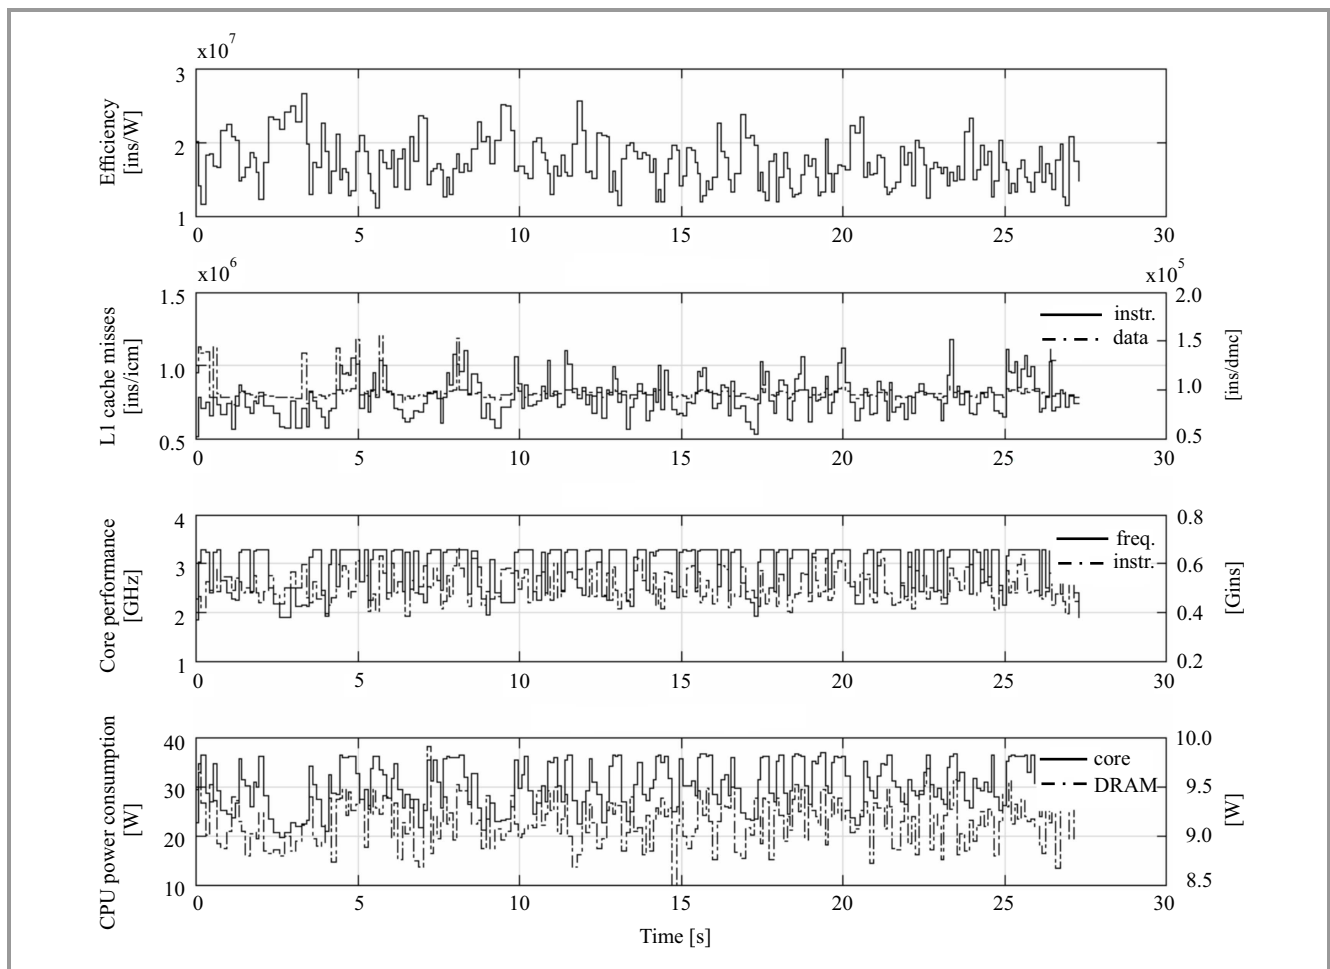 x10^7
3
2
1
Efficiency
[ins/W]
0 5 10 15 20 25 30
x10^6
x10^5
1.5
1.0
0.5
L1 cache misses
[ins/icm]
2.0
1.5
1.0
0.5
[ins/dmc]
instr.
data
0 5 10 15 20 25 30
4
3
2
1
Core performance
[GHz]
0.8
0.6
0.4
0.2
[Gins]
freq.
instr.
0 5 10 15 20 25 30
40
30
20
10
CPU power consumption
[W]
10.0
9.5
9.0
8.5
[W]
core
DRAM
0 5 10 15 20 25 30
Time [s]